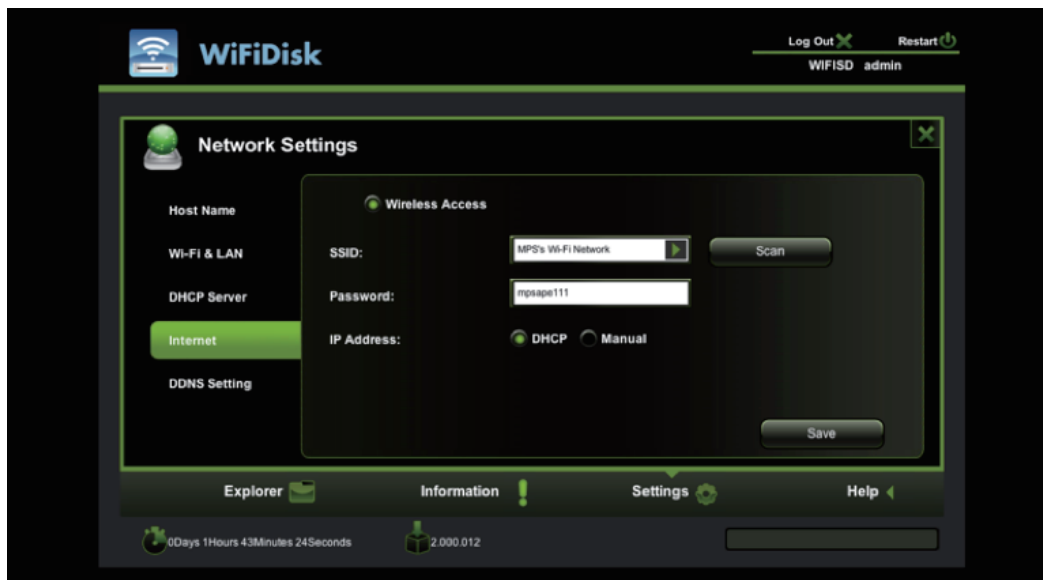 WiFiDisk
Log Out Restart
WIFISD admin
Network Settings
Host Name
Wi-Fi & LAN
DHCP Server
Internet
DDNS Setting
Wireless Access
SSID: MPS's Wi-Fi Network Scan
Password: mpsape111
IP Address: DHCP Manual
Save
Explorer Information Settings Help
0Days 1Hours 43Minutes 24Seconds 2.000.012